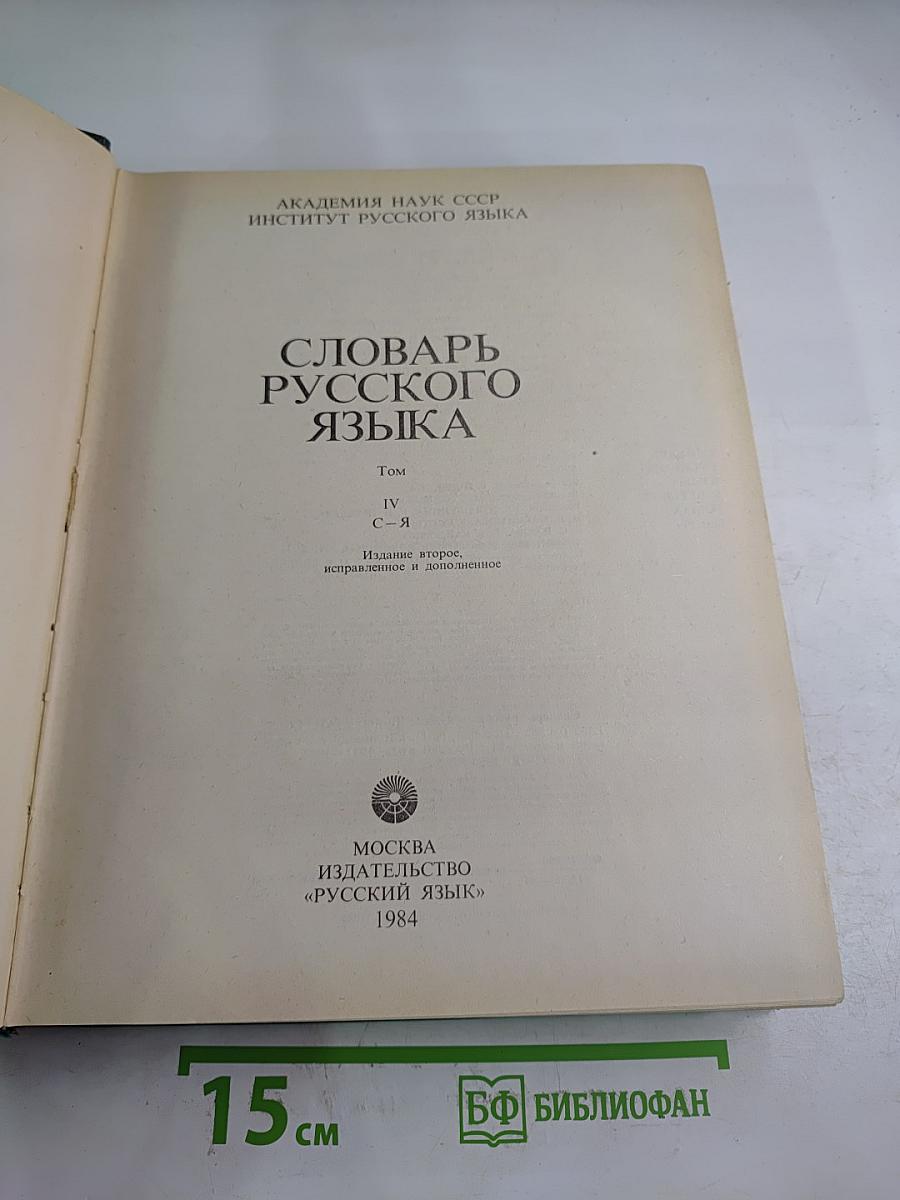 АКАДЕМИЯ НАУК СССР
ИНСТИТУТ РУССКОГО ЯЗЫКА
СЛОВАРЬ
РУССКОГО
ЯЗЫКА
Том
IV
С – Я
Издание второе,
исправленное и дополненное
МОСКВА
ИЗДАТЕЛЬСТВО
«РУССКИЙ ЯЗЫК»
1984
15 см
БФ БИБЛИОФАН